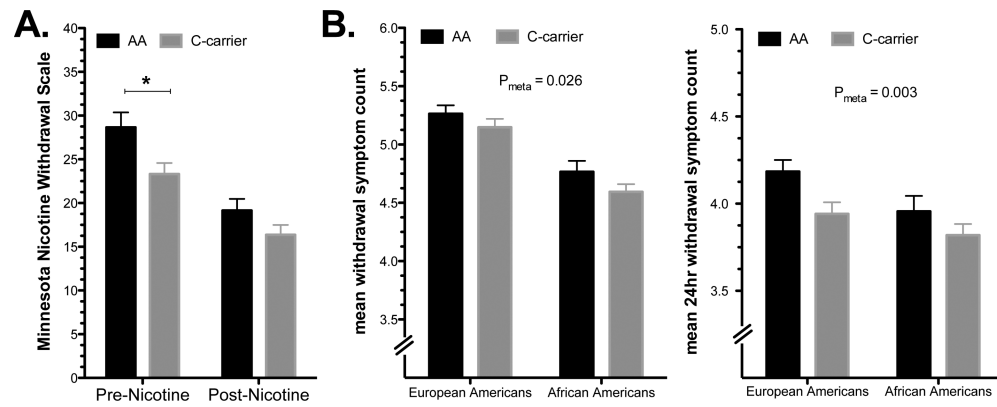 A.
AA C-carrier
*
Minnesota Nicotine Withdrawal Scale
40
35
30
25
20
15
10
5
0
Pre-Nicotine Post-Nicotine
B.
AA C-carrier
P meta = 0.026
mean withdrawal symptom count
6.0
5.5
5.0
4.5
4.0
3.5
European Americans African Americans
AA C-carrier
P meta = 0.003
mean 24hr withdrawal symptom count
5.0
4.5
4.0
3.5
European Americans African Americans